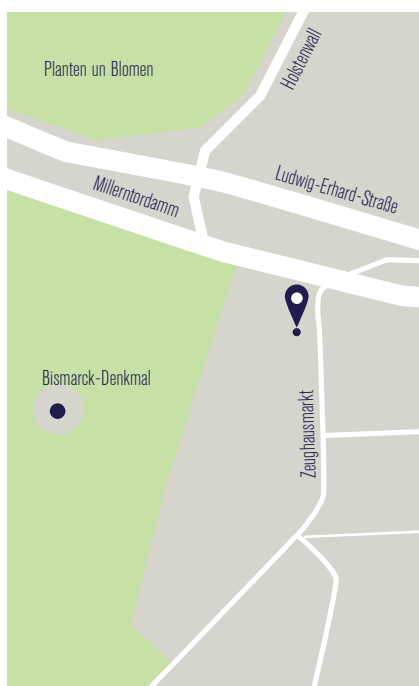 Holstenwall
Planten un Blomen
Ludwig-Erhard-Straße
Millerntordamm
Bismarck-Denkmal
Zeughausmarkt